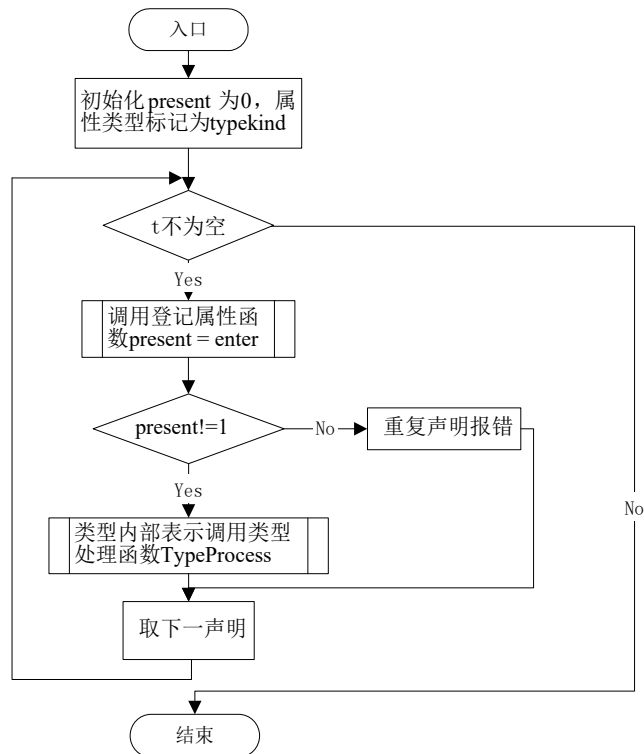 入口
初始化present 为0，属
性类型标记为typekind
t不为空
Yes
调用登记属性函
数present = enter
present!=1
No
重复声明报错
Yes
No
类型内部表示调用类型
处理函数TypeProcess
取下一声明
结束